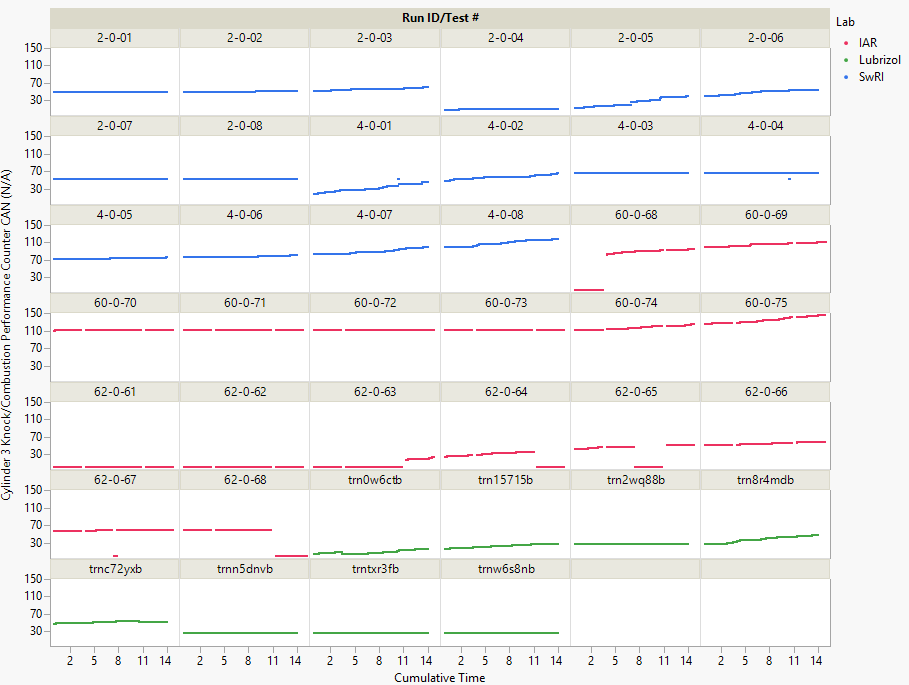 Run ID/Test #
Lab
IAR
Lubrizol
SwRI
Cylinder 3 Knock/Combustion Performance Counter CAN (N/A)
2-0-01 2-0-02 2-0-03 2-0-04 2-0-05 2-0-06
150
110
70
30
2-0-07 2-0-08 4-0-01 4-0-02 4-0-03 4-0-04
150
110
70
30
4-0-05 4-0-06 4-0-07 4-0-08 60-0-68 60-0-69
150
110
70
30
60-0-70 60-0-71 60-0-72 60-0-73 60-0-74 60-0-75
150
110
70
30
62-0-61 62-0-62 62-0-63 62-0-64 62-0-65 62-0-66
150
110
70
30
62-0-67 62-0-68 trn0w6ctb trn15715b trn2wq88b trn8r4mdb
150
110
70
30
trnc72yxb trnn5dnvb trntxr3fb trnw6s8nb
150
110
70
30
2 5 8 11 14 2 5 8 11 14 2 5 8 11 14 2 5 8 11 14 2 5 8 11 14 2 5 8 11 14
Cumulative Time